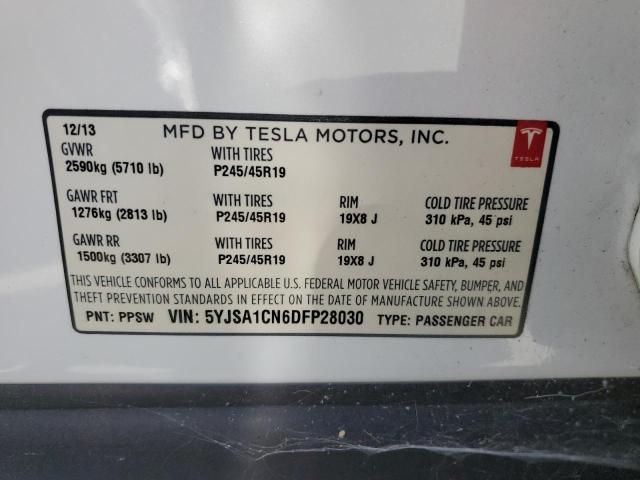 12/13 MFD BY TESLA MOTORS, INC.
TESLA
GVWR WITH TIRES
2590kg (5710 lb) P245/45R19
GAWR FRT WITH TIRES RIM COLD TIRE PRESSURE
1276kg (2813 lb) P245/45R19 19X8 J 310 kPa, 45 psi
GAWR RR WITH TIRES RIM COLD TIRE PRESSURE
1500kg (3307 lb) P245/45R19 19X8 J 310 kPa, 45 psi
THIS VEHICLE CONFORMS TO ALL APPLICABLE U.S. FEDERAL MOTOR VEHICLE SAFETY, BUMPER, AND
THEFT PREVENTION STANDARDS IN EFFECT ON THE DATE OF MANUFACTURE SHOWN ABOVE.
PNT: PPSW VIN: 5YJSA1CN6DFP28030 TYPE: PASSENGER CAR